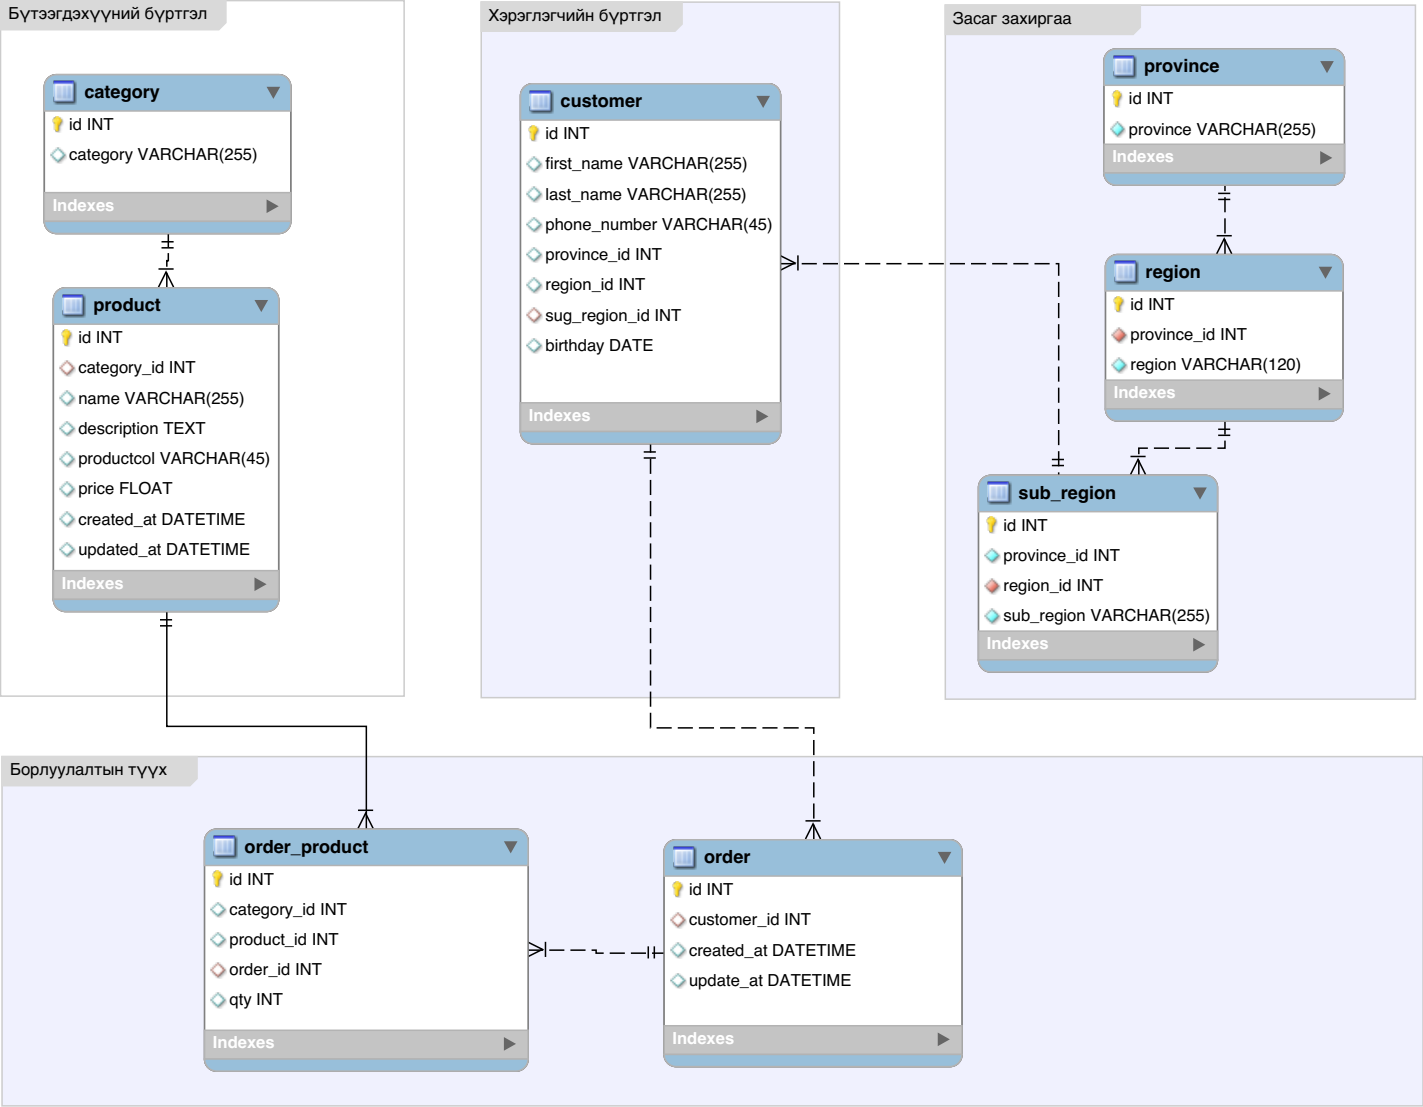 Бүтээгдэхүүний бүртгэл
category
id INT
category VARCHAR(255)
Indexes
product
id INT
category_id INT
name VARCHAR(255)
description TEXT
productcol VARCHAR(45)
price FLOAT
created_at DATETIME
updated_at DATETIME
Indexes
Хэрэглэгчийн бүртгэл
customer
id INT
first_name VARCHAR(255)
last_name VARCHAR(255)
phone_number VARCHAR(45)
province_id INT
region_id INT
sug_region_id INT
birthday DATE
Indexes
Засаг захиргаа
province
id INT
province VARCHAR(255)
Indexes
region
id INT
province_id INT
region VARCHAR(120)
Indexes
sub_region
id INT
province_id INT
region_id INT
sub_region VARCHAR(255)
Indexes
Борлуулалтын түүх
order_product
id INT
category_id INT
product_id INT
order_id INT
qty INT
Indexes
order
id INT
customer_id INT
created_at DATETIME
update_at DATETIME
Indexes